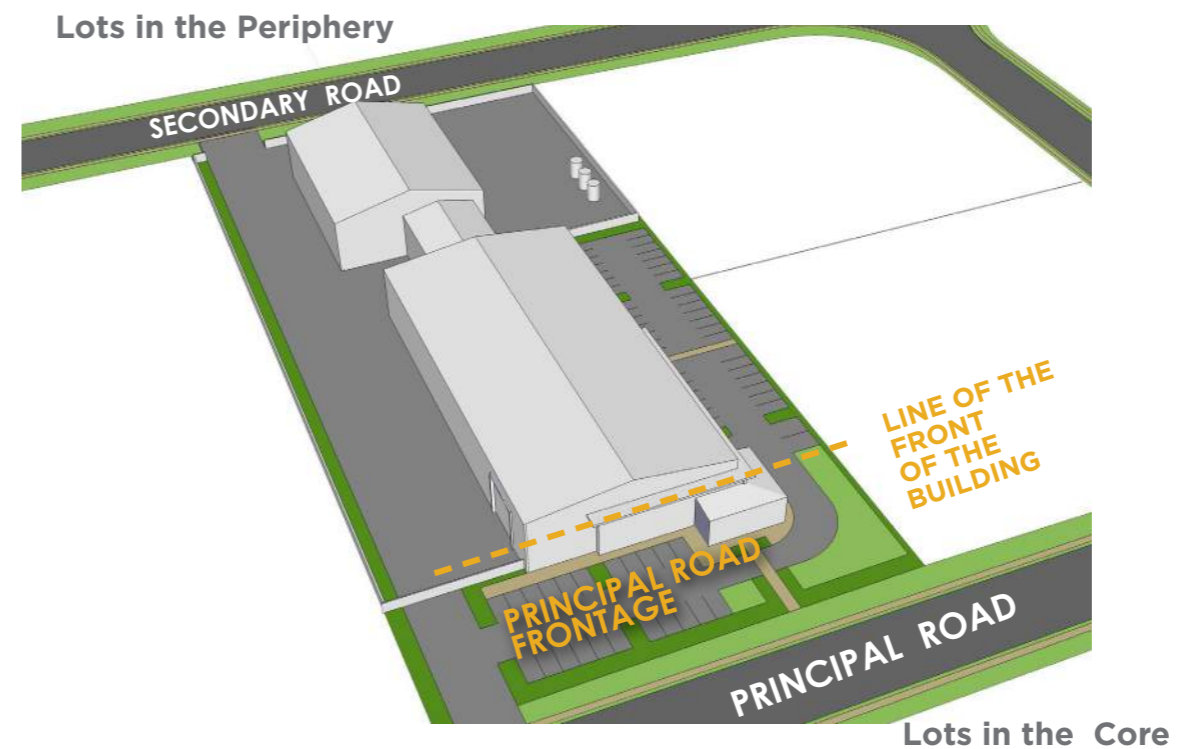 Lots in the Periphery
SECONDARY ROAD
LINE OF THE
FRONT
OF THE
BUILDING
PRINCIPAL ROAD
FRONTAGE
PRINCIPAL ROAD
Lots in the Core